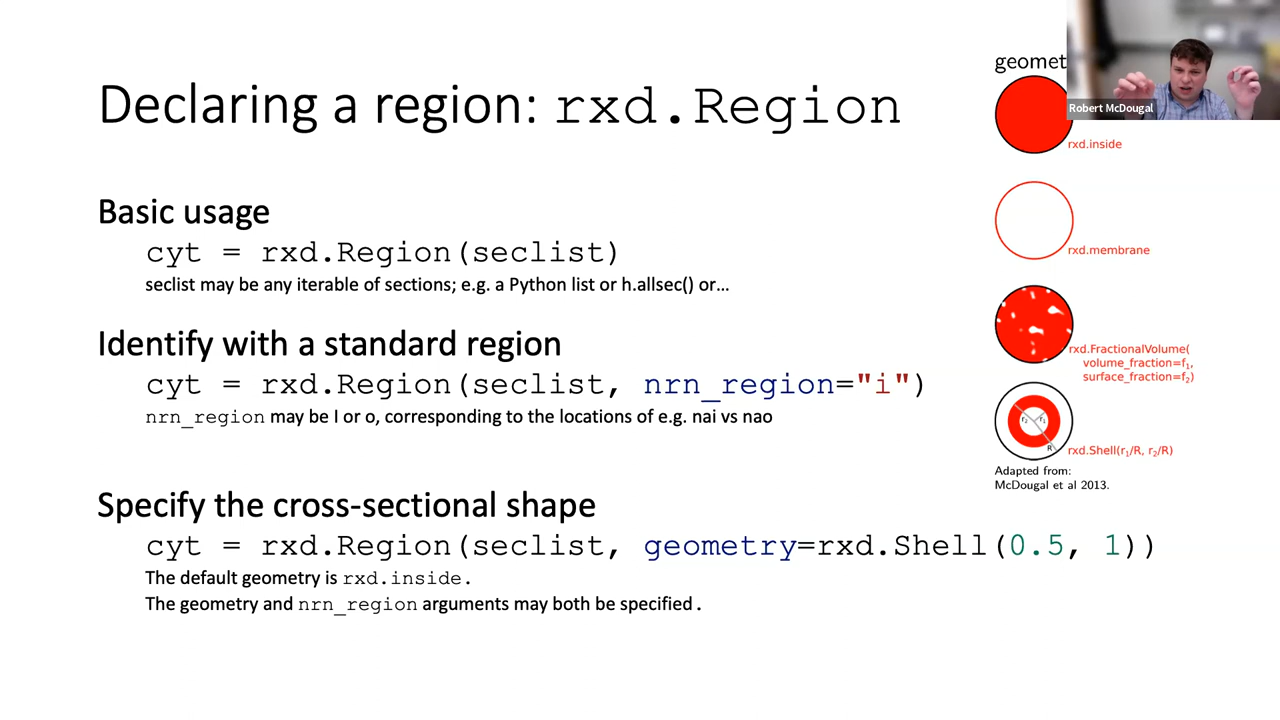 Declaring a region: rxd.Region
Basic usage
cyt = rxd.Region(seclist)
seclist may be any iterable of sections; e.g. a Python list or h.allsec() or…
Identify with a standard region
cyt = rxd.Region(seclist, nrn_region="i")
nrn_region may be I or o, corresponding to the locations of e.g. nai vs nao
Specify the cross-sectional shape
cyt = rxd.Region(seclist, geometry=rxd.Shell(0.5, 1))
The default geometry is rxd.inside.
The geometry and nrn_region arguments may both be specified.
geomet
Robert McDougal
rxd.inside
rxd.membrane
rxd.FractionalVolume(
volume_fraction=f₁,
surface_fraction=f₂)
r₂ r₁
R
rxd.Shell(r₁/R, r₂/R)
Adapted from:
McDougal et al 2013.